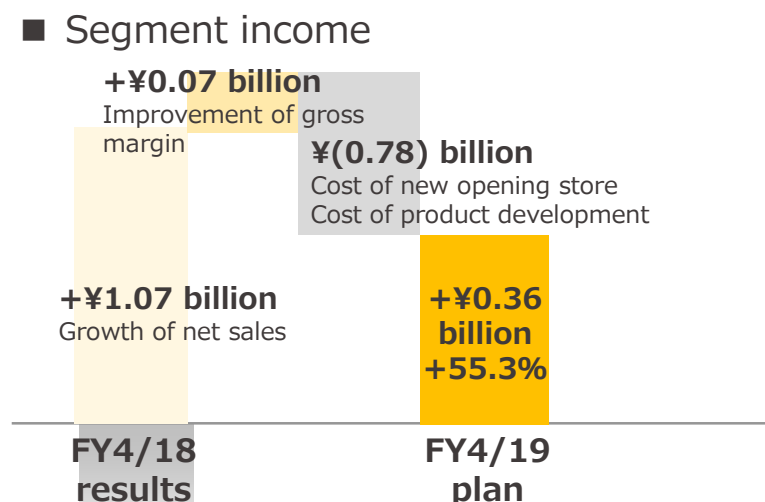 ■ Segment income
+¥0.07 billion
Improvement of gross
margin
¥(0.78) billion
Cost of new opening store
Cost of product development
+¥1.07 billion
Growth of net sales
+¥0.36
billion
+55.3%
FY4/18
results
FY4/19
plan